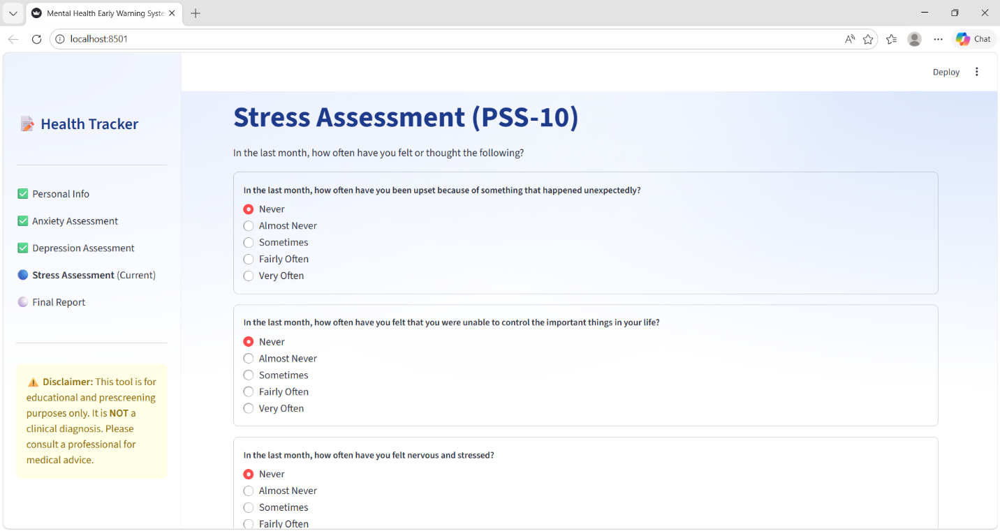 Mental Health Early Warning Syste
localhost:8501
Chat
Deploy
Health Tracker
Personal Info
Anxiety Assessment
Depression Assessment
Stress Assessment (Current)
Final Report
Disclaimer: This tool is for
educational and prescreening
purposes only. It is NOT a
clinical diagnosis. Please
consult a professional for
medical advice.
Stress Assessment (PSS-10)
In the last month, how often have you felt or thought the following?
In the last month, how often have you been upset because of something that happened unexpectedly?
Never
Almost Never
Sometimes
Fairly Often
Very Often
In the last month, how often have you felt that you were unable to control the important things in your life?
Never
Almost Never
Sometimes
Fairly Often
Very Often
In the last month, how often have you felt nervous and stressed?
Never
Almost Never
Sometimes
Fairly Often